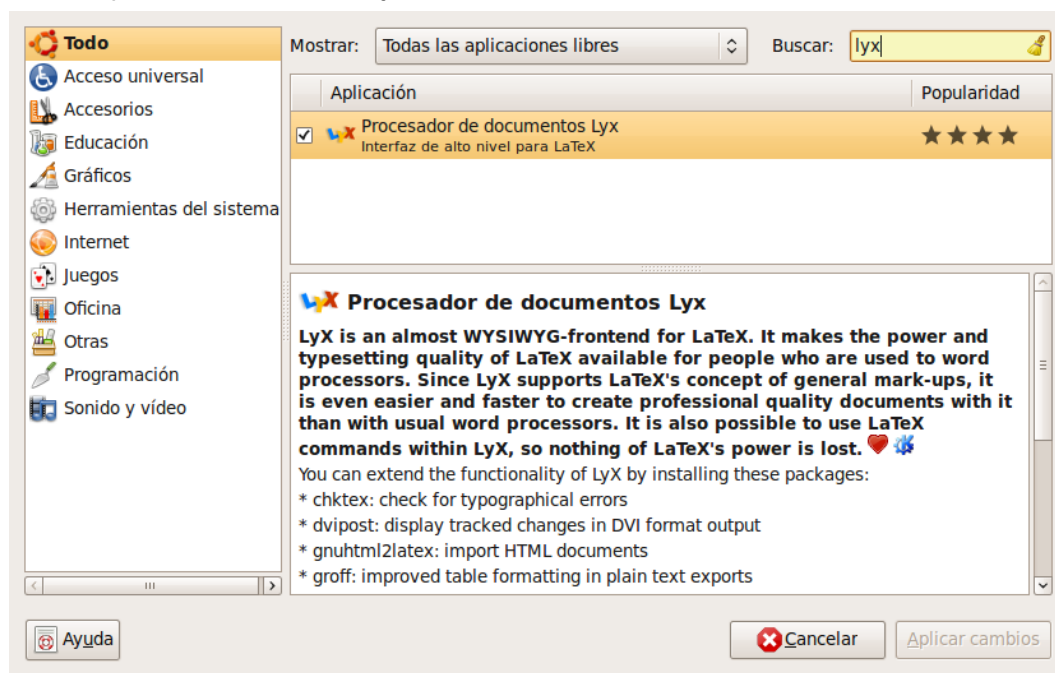 Todo
Acceso universal
Accesorios
Educación
Gráficos
Herramientas del sistema
Internet
Juegos
Oficina
Otras
Programación
Sonido y vídeo
Mostrar: Todas las aplicaciones libres Buscar: lyx
Aplicación Popularidad
Procesador de documentos Lyx
Interfaz de alto nivel para LaTeX
Procesador de documentos Lyx
LyX is an almost WYSIWYG-frontend for LaTeX. It makes the power and
typesetting quality of LaTeX available for people who are used to word
processors. Since LyX supports LaTeX's concept of general mark-ups, it
is even easier and faster to create professional quality documents with it
than with usual word processors. It is also possible to use LaTeX
commands within LyX, so nothing of LaTeX's power is lost.
You can extend the functionality of LyX by installing these packages:
* chktex: check for typographical errors
* dvipost: display tracked changes in DVI format output
* gnuhtml2latex: import HTML documents
* groff: improved table formatting in plain text exports
Ayuda Cancelar Aplicar cambios